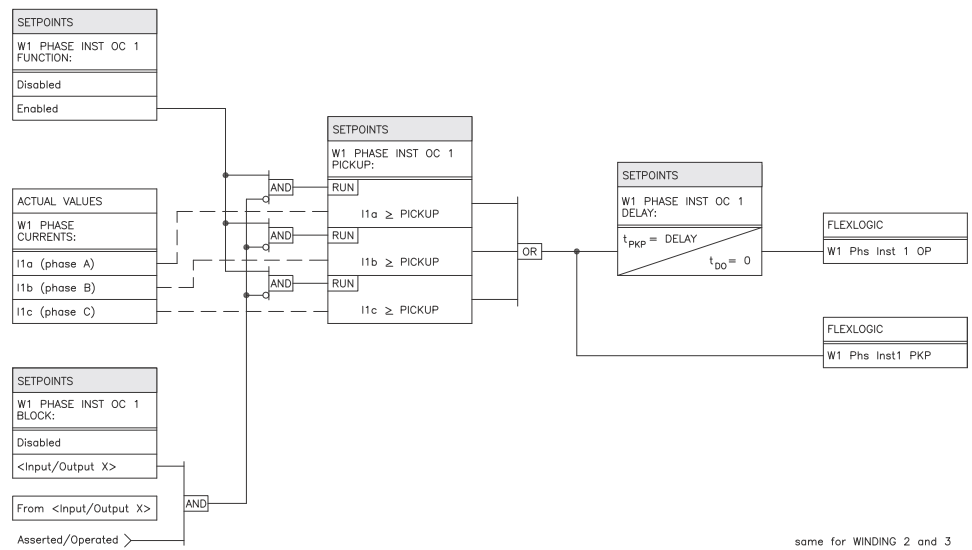 SETPOINTS
W1 PHASE INST OC 1
FUNCTION:
Disabled
Enabled
ACTUAL VALUES
W1 PHASE
CURRENTS:
I1a (phase A)
I1b (phase B)
I1c (phase C)
SETPOINTS
W1 PHASE INST OC 1
BLOCK:
Disabled
<Input/Output X>
From <Input/Output X>
Asserted/Operated
AND
AND
AND
AND
SETPOINTS
W1 PHASE INST OC 1
PICKUP:
RUN
I1a ≥ PICKUP
RUN
I1b ≥ PICKUP
RUN
I1c ≥ PICKUP
OR
SETPOINTS
W1 PHASE INST OC 1
DELAY:
tPKP = DELAY
tDO = 0
FLEXLOGIC
W1 Phs Inst 1 OP
FLEXLOGIC
W1 Phs Inst1 PKP
same for WINDING 2 and 3